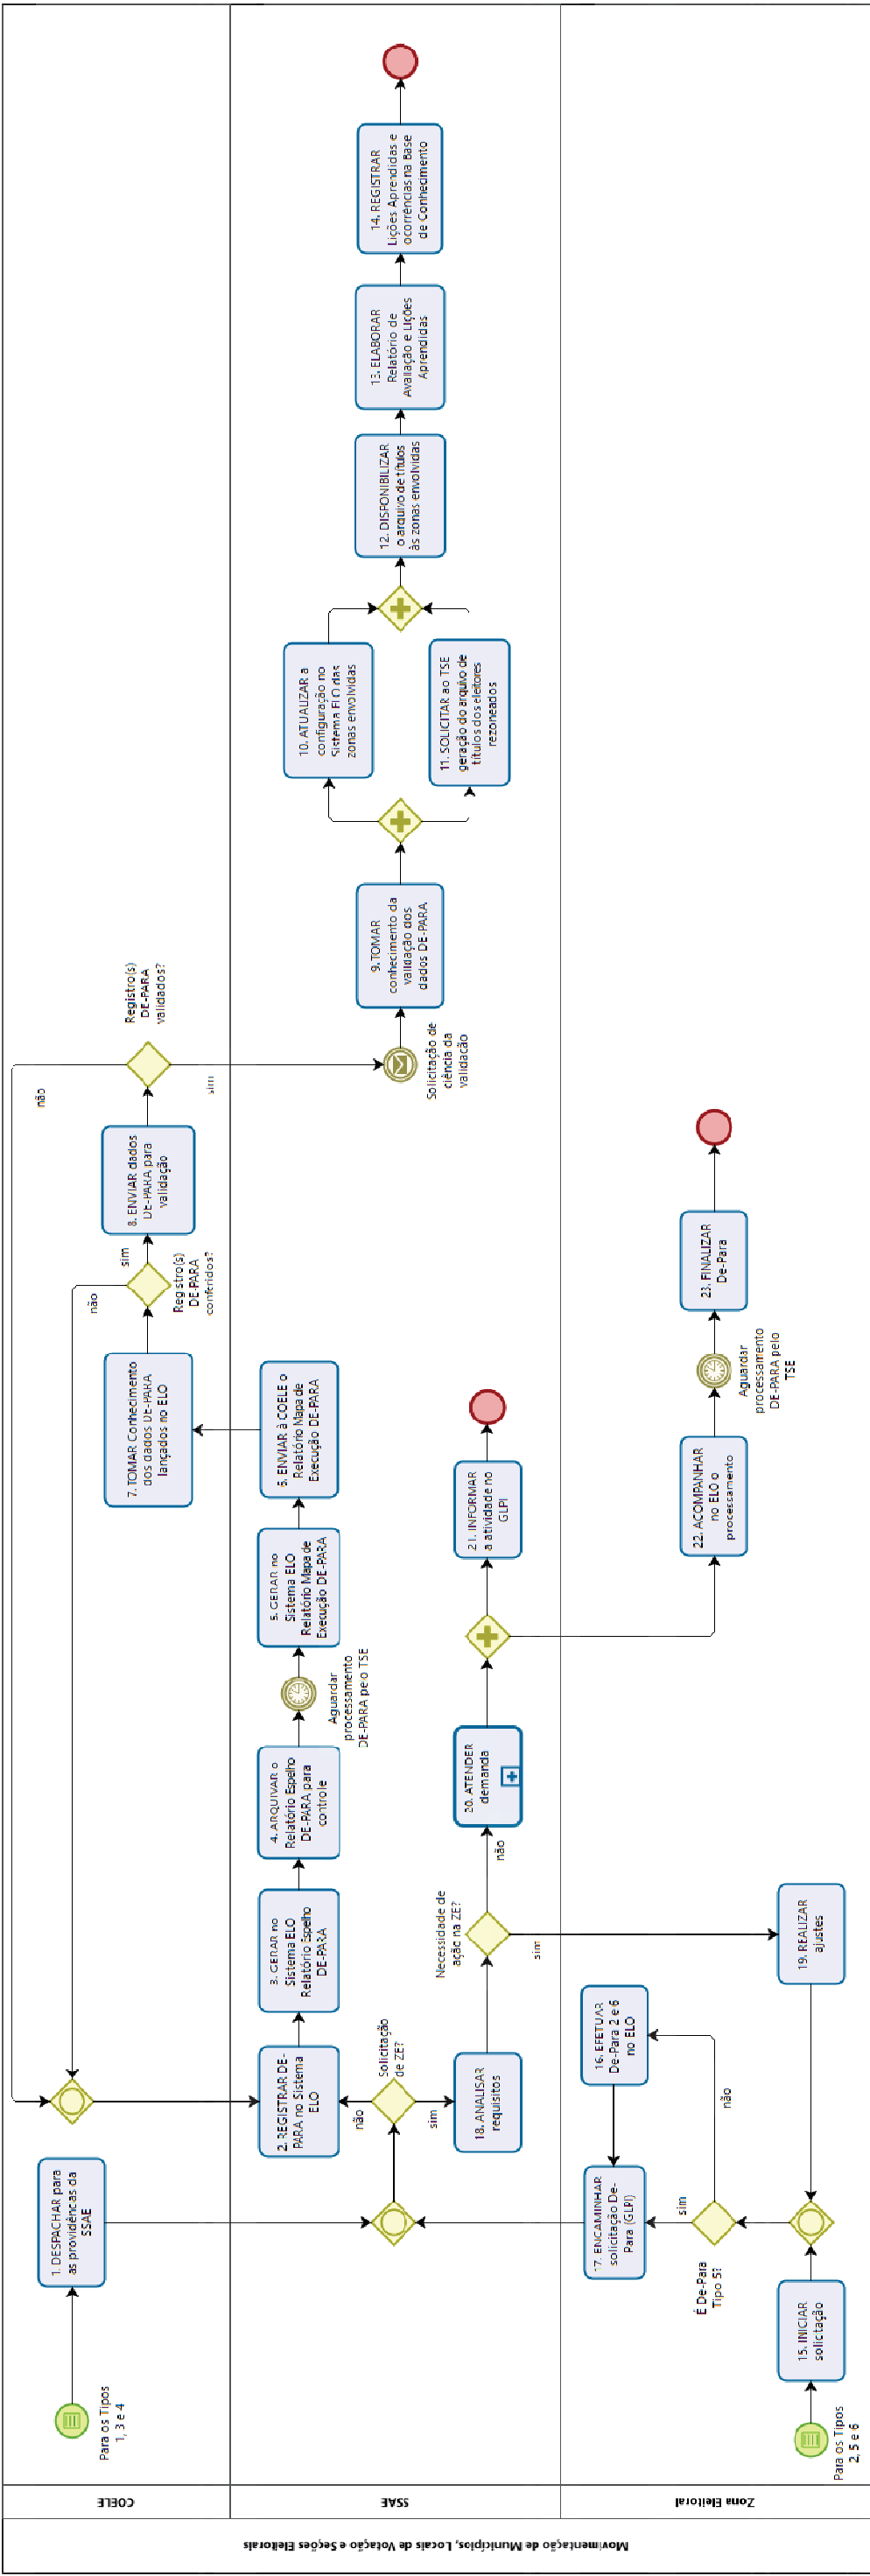 Movimentação de Municípios, Locais de Votação e Seções Eleitorais
COELE
SSAE
Zona Eleitoral
Para os Tipos
1, 3 e 4
1. DESPACHAR para
as providências da
SSAE
7. TOMAR Conhecimento
dos dados DE-PARA
lançados no ELO
não
Registro(s)
DE-PARA
conferidos?
sim
8. ENVIAR dados
DE-PARA para
validação
não
Registro(s)
DE-PARA
validados?
sim
2. REGISTRAR DE-
PARA no Sistema
ELO
3. GERAR no
Sistema ELO
Relatório Espelho
DE-PARA
4. ARQUIVAR o
Relatório Espelho
DE-PARA para
controle
Aguardar
processamento
DE-PARA pelo TSE
5. GERAR no
Sistema ELO
Relatório Mapa de
Execução DE-PARA
6. ENVIAR à COELE o
Relatório Mapa de
Execução DE-PARA
Solicitação de
ciência da
validação
9. TOMAR
conhecimento da
validação dos
dados DE-PARA
10. ATUALIZAR a
configuração no
Sistema ELO das
zonas envolvidas
11. SOLICITAR ao TSE
geração do arquivo de
títulos dos eleitores
rezoneados
12. DISPONIBILIZAR
o arquivo de títulos
às zonas envolvidas
13. ELABORAR
Relatório de
Avaliação e Lições
Aprendidas
14. REGISTRAR
Lições Aprendidas e
ocorrências na Base
de Conhecimento
Solicitação
de ZE?
não
sim
18. ANALISAR
requisitos
Necessidade de
ação na ZE?
não
sim
20. ATENDER
demanda
21. INFORMAR
a atividade no
GLPI
Para os Tipos
2, 5 e 6
15. INICIAR
solicitação
É De-Para
Tipo 5?
sim
não
17. ENCAMINHAR
solicitação De-
Para (GLPI)
16. EFETUAR
De-Para 2 e 6
no ELO
19. REALIZAR
ajustes
22. ACOMPANHAR
no ELO o
processamento
Aguardar
processamento
DE-PARA pelo
TSE
23. FINALIZAR
De-Para